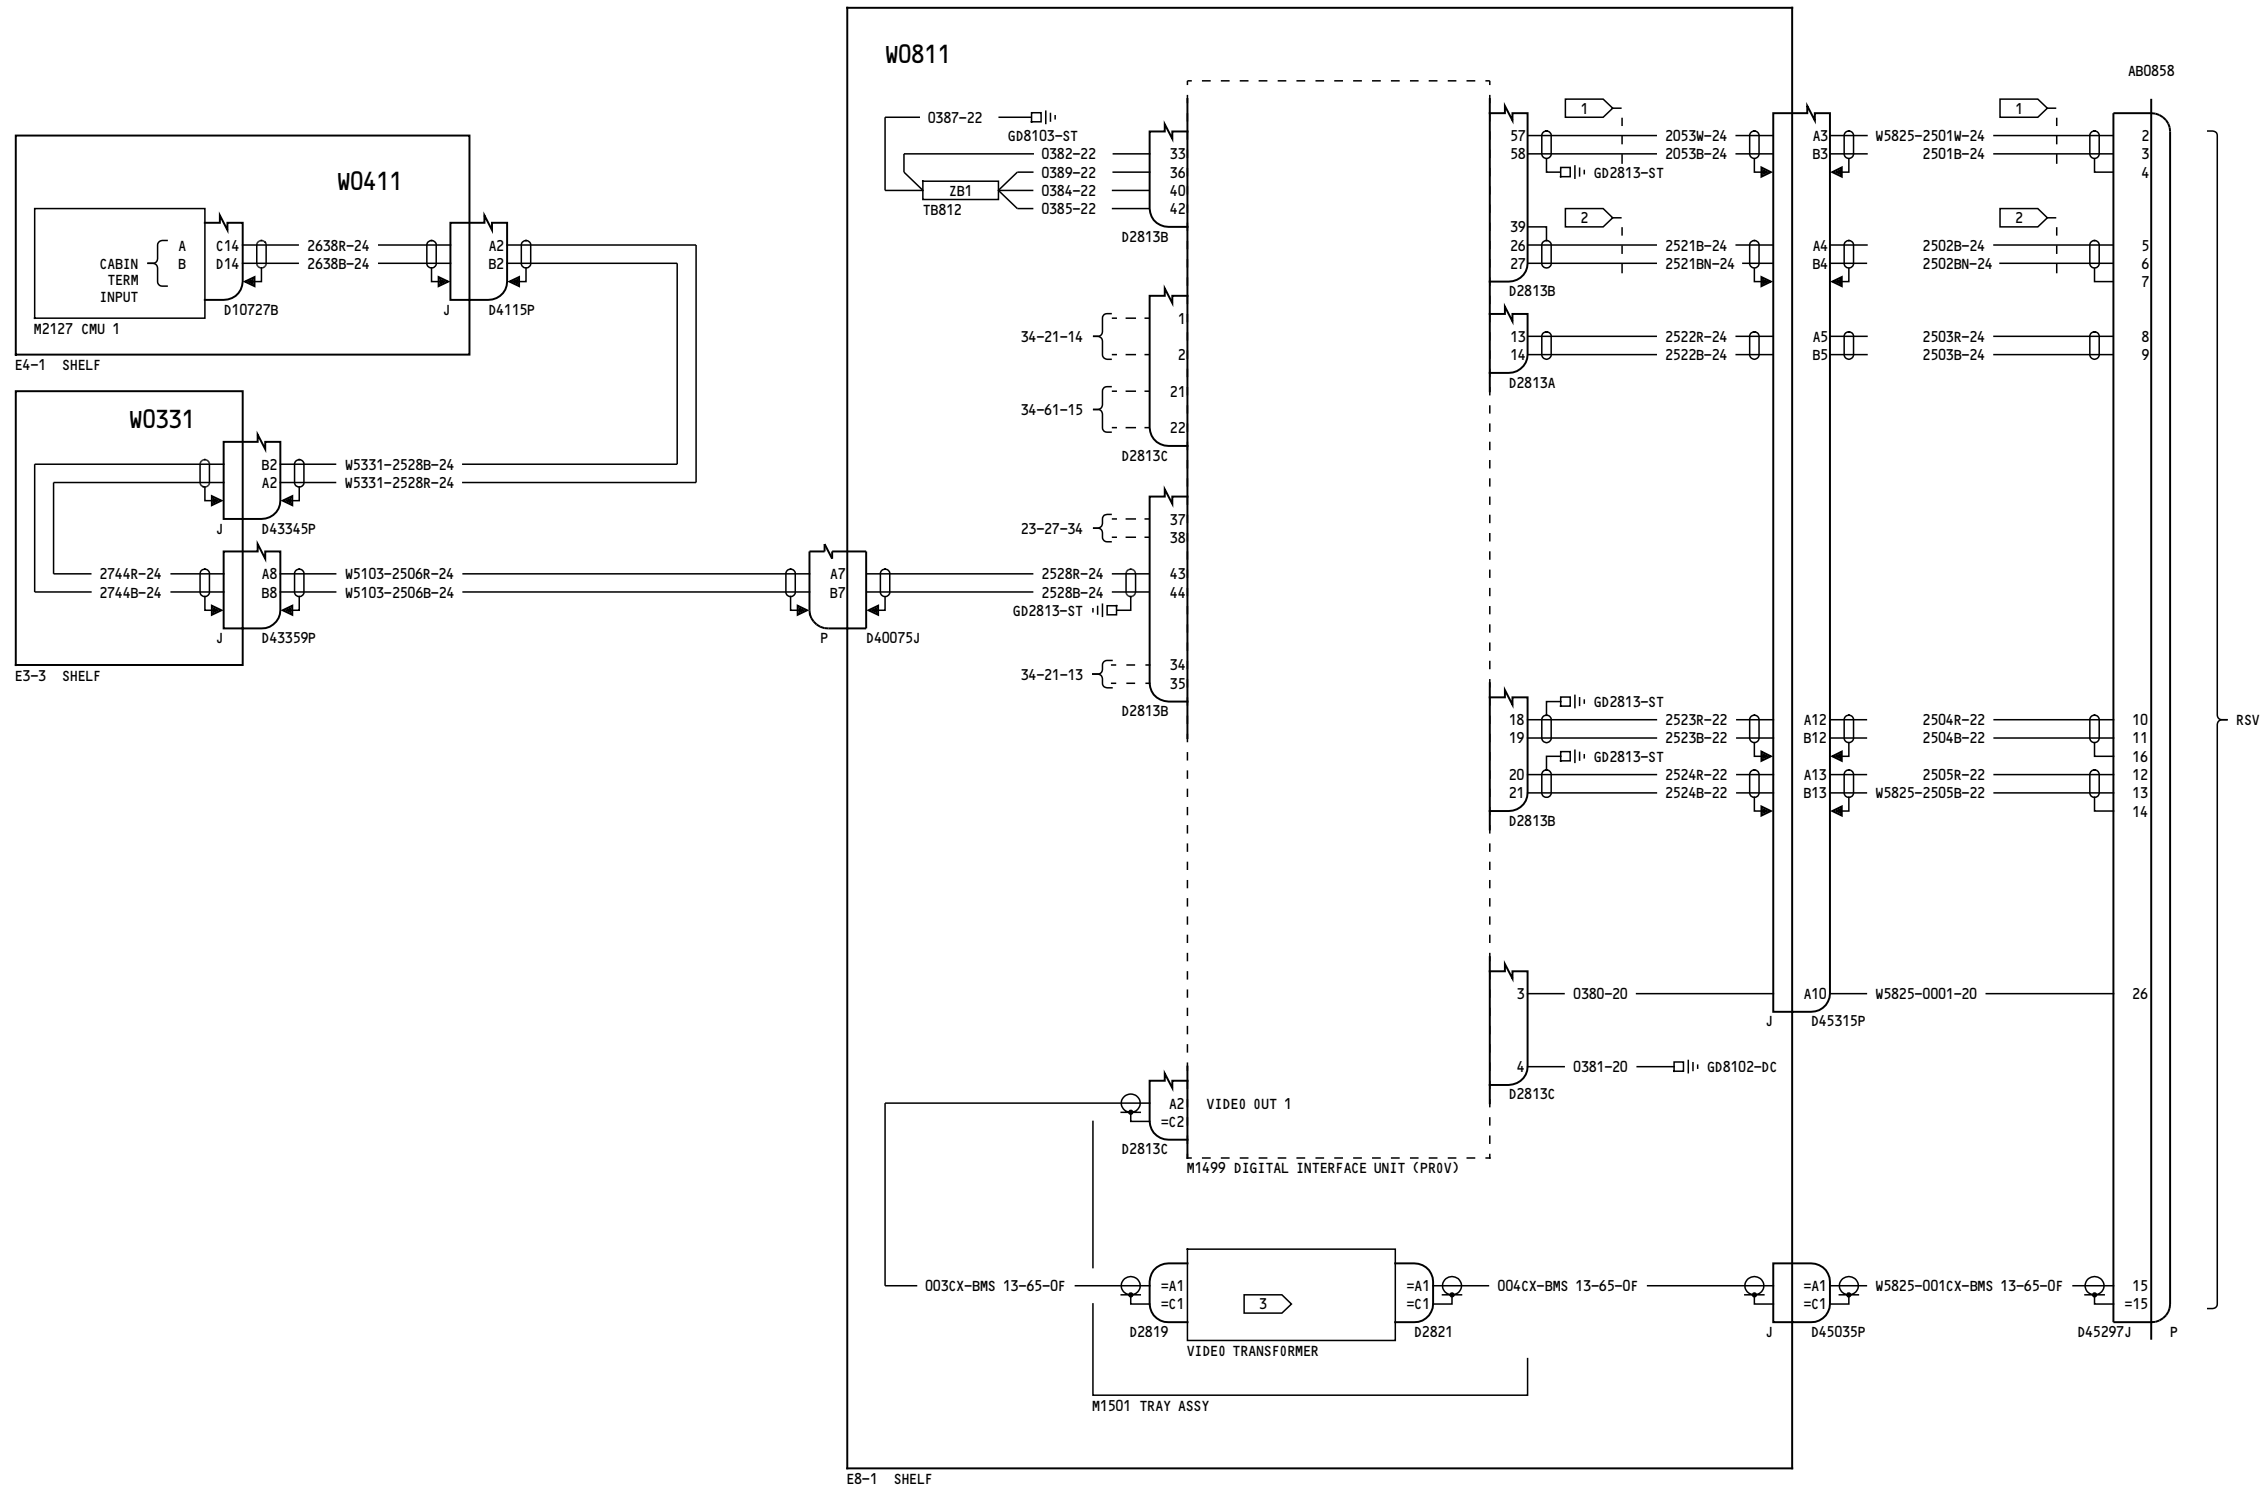 W0411
CABIN
TERM
INPUT
A
B
C14
D14
2638R-24
2638B-24
A2
B2
D10727B
J
D4115P
M2127 CMU 1
E4-1 SHELF
W0331
B2
A2
W5331-2528B-24
W5331-2528R-24
J
D43345P
2744R-24
2744B-24
A8
B8
W5103-2506R-24
W5103-2506B-24
J
D43359P
E3-3 SHELF
A7
B7
P
D40075J
W0811
0387-22
GD8103-ST
0382-22
0389-22
0384-22
0385-22
ZB1
TB812
33
36
40
42
D2813B
34-21-14
1
2
34-61-15
21
22
D2813C
23-27-34
37
38
2528R-24
43
2528B-24
44
GD2813-ST
34-21-13
34
35
D2813B
A2
=C2
VIDEO OUT 1
D2813C
M1499 DIGITAL INTERFACE UNIT (PROV)
57
58
1
2053W-24
2053B-24
GD2813-ST
39
26
27
2
2521B-24
2521BN-24
D2813B
13
14
2522R-24
2522B-24
D2813A
GD2813-ST
18
19
2523R-22
2523B-22
GD2813-ST
20
21
2524R-22
2524B-22
D2813B
3
0380-20
4
0381-20
GD8102-DC
D2813C
A3
B3
A4
B4
A5
B5
A12
B12
A13
B13
A10
J
D45315P
AB0858
1
W5825-2501W-24
2501B-24
2
2502B-24
2502BN-24
2503R-24
2503B-24
2504R-22
2504B-22
2505R-22
W5825-2505B-22
W5825-0001-20
2
3
4
5
6
7
8
9
10
11
16
12
13
14
26
RSV
003CX-BMS 13-65-0F
=A1
=C1
D2819
3
VIDEO TRANSFORMER
=A1
=C1
D2821
004CX-BMS 13-65-0F
=A1
=C1
J
D45035P
W5825-001CX-BMS 13-65-0F
15
=15
D45297J
P
M1501 TRAY ASSY
E8-1 SHELF